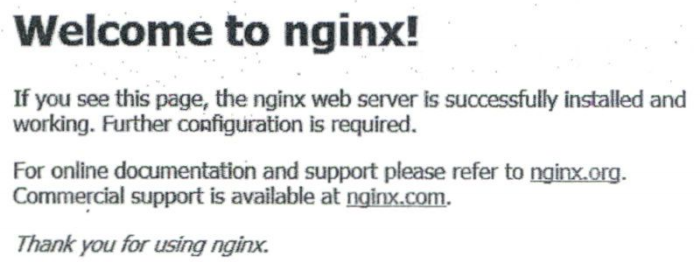 Welcome to nginx!
If you see this page, the nginx web server is successfully installed and
working. Further configuration is required.
For online documentation and support please refer to nginx.org.
Commercial support is available at nginx.com.
Thank you for using nginx.